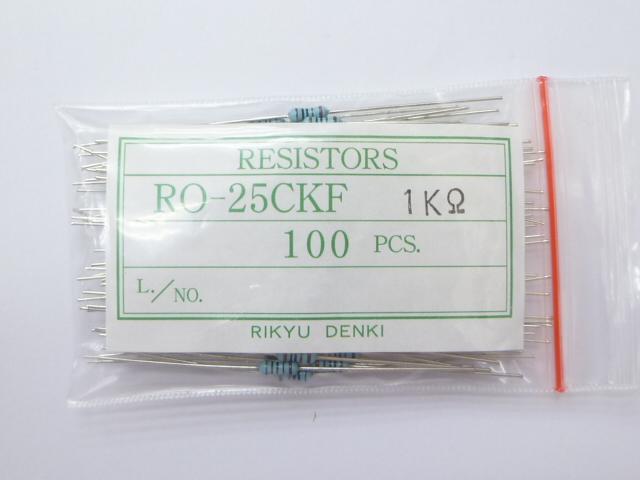 RESISTORS
RO-25CKF 1KΩ
100 PCS.
L./NO.
RIKYU DENKI